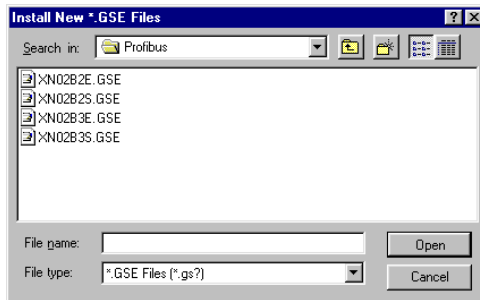 Install New *.GSE Files
Search in: Profibus
XN02B2E.GSE
XN02B2S.GSE
XN02B3E.GSE
XN02B3S.GSE
File name: Open
File type: *.GSE Files (*.gs?) Cancel